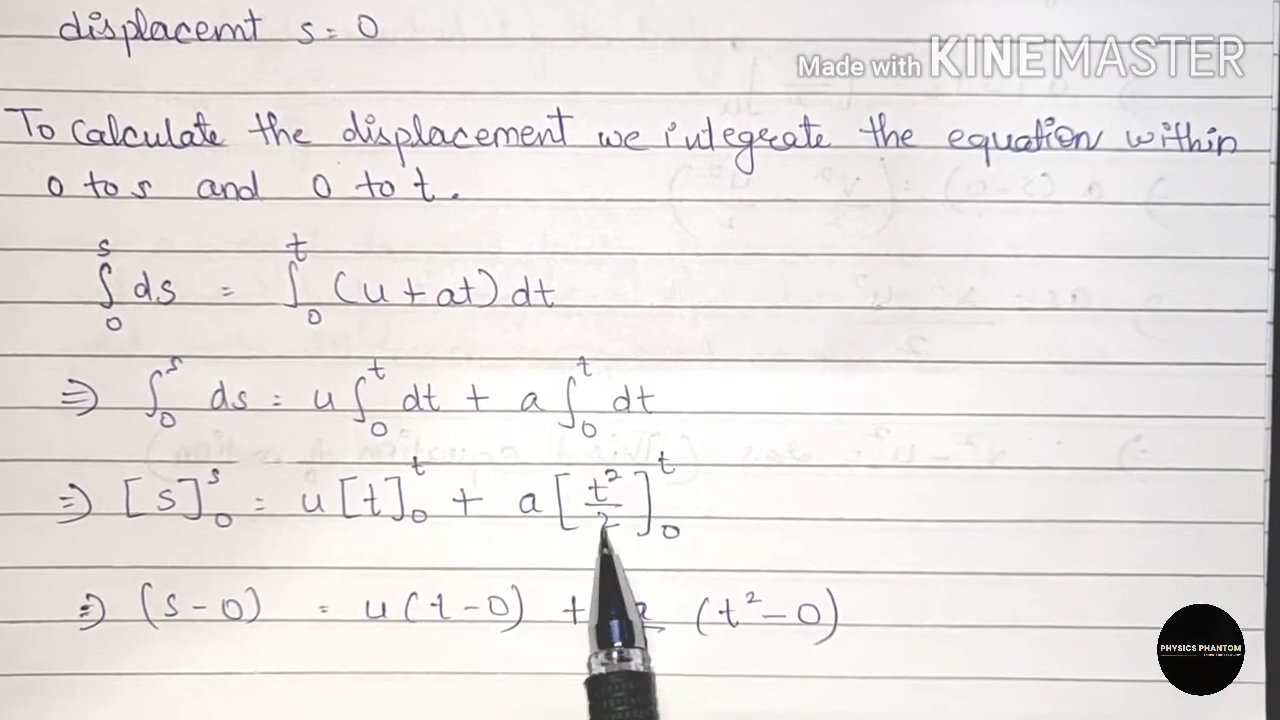 displacemt s = 0
Made with KINEMASTER
To calculate the displacement we integrate the equation within
0 to s and 0 to t.
∫₀ˢ ds = ∫₀ᵗ (u + at) dt
⇒ ∫₀ˢ ds = u ∫₀ᵗ dt + a ∫₀ᵗ dt
⇒ [s]₀ˢ = u [t]₀ᵗ + a [t²/2]₀ᵗ
⇒ (s - 0) = u (t - 0) + (t² - 0)
PHYSICS PHANTOM